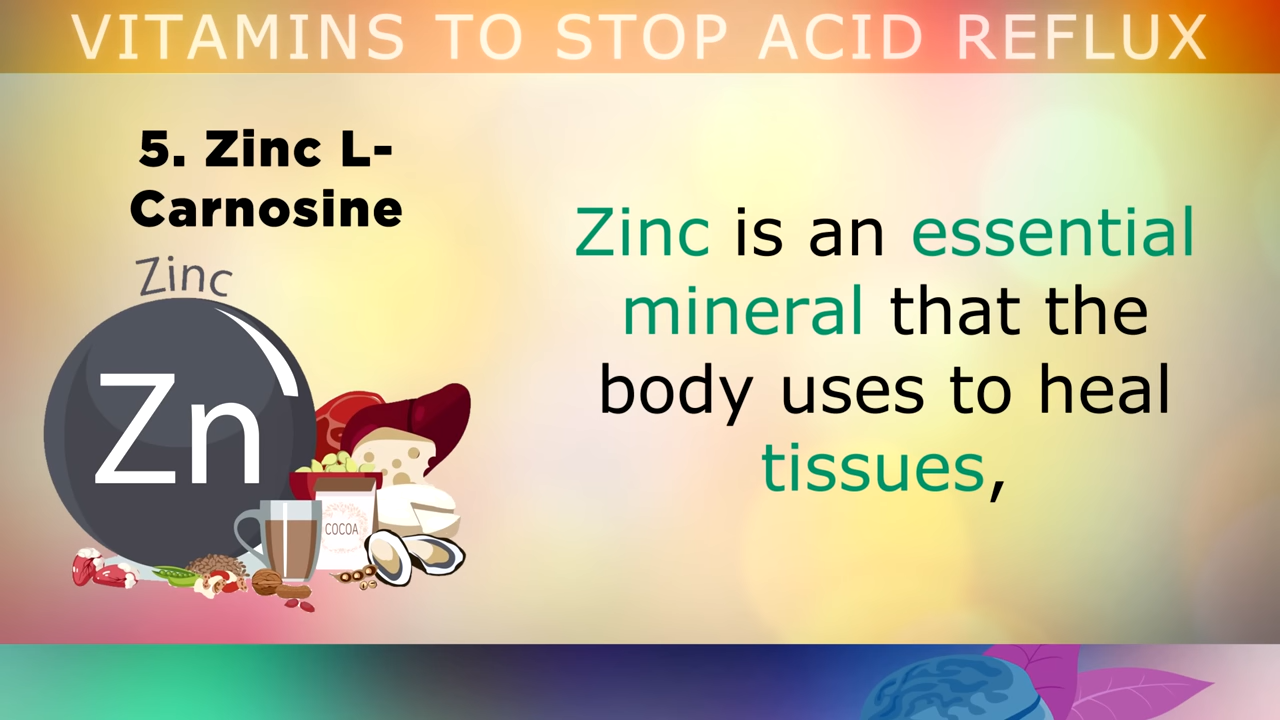 VITAMINS TO STOP ACID REFLUX
5. Zinc L-
Carnosine
Zinc
Zn
COCOA
Zinc is an essential
mineral that the
body uses to heal
tissues,